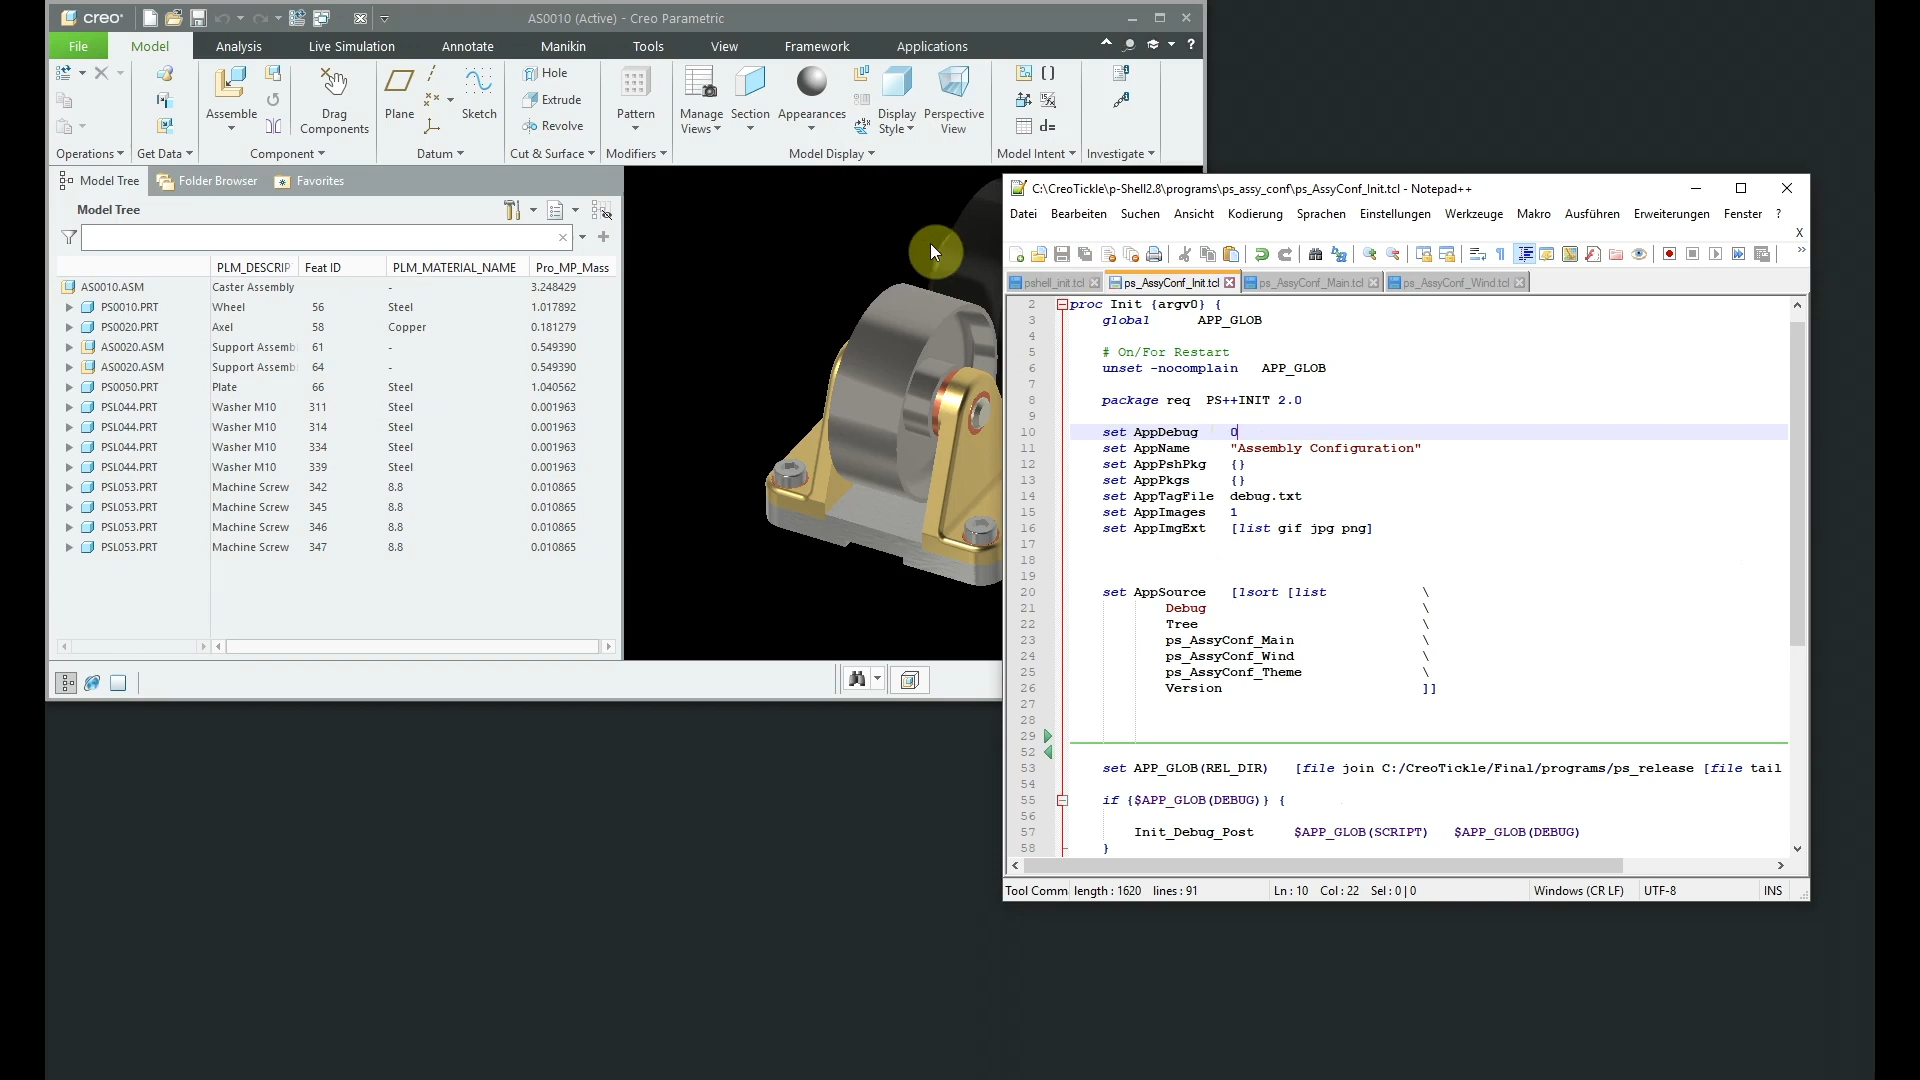 creo
AS0010 (Active) - Creo Parametric
File
Model
Analysis
Live Simulation
Annotate
Manikin
Tools
View
Framework
Applications
?
Assemble
Drag Components
Plane
Sketch
Hole
Extrude
Revolve
Pattern
Manage Views
Section
Appearances
Display Style
Perspective View
d=
Operations
Get Data
Component
Datum
Cut & Surface
Modifiers
Model Display
Model Intent
Investigate
Model Tree
Folder Browser
Favorites
Model Tree
PLM_DESCRIP Feat ID PLM_MATERIAL_NAME Pro_MP_Mass
AS0010.ASM Caster Assembly - 3.248429
PS0010.PRT Wheel 56 Steel 1.017892
PS0020.PRT Axel 58 Copper 0.181279
AS0020.ASM Support Assemb 61 - 0.549390
AS0020.ASM Support Assemb 64 - 0.549390
PS0050.PRT Plate 66 Steel 1.040562
PSL044.PRT Washer M10 311 Steel 0.001963
PSL044.PRT Washer M10 314 Steel 0.001963
PSL044.PRT Washer M10 334 Steel 0.001963
PSL044.PRT Washer M10 339 Steel 0.001963
PSL053.PRT Machine Screw 342 8.8 0.010865
PSL053.PRT Machine Screw 345 8.8 0.010865
PSL053.PRT Machine Screw 346 8.8 0.010865
PSL053.PRT Machine Screw 347 8.8 0.010865
C:\CreoTickle\p-Shell2.8\programs\ps_assy_conf\ps_AssyConf_Init.tcl - Notepad++
Datei Bearbeiten Suchen Ansicht Kodierung Sprachen Einstellungen Werkzeuge Makro Ausführen Erweiterungen Fenster ?
X
pshell_init.tcl ps_AssyConf_Init.tcl ps_AssyConf_Main.tcl ps_AssyConf_Wind.tcl
2 proc Init {argv0} {
3 global APP_GLOB
4
5 # On/For Restart
6 unset -nocomplain APP_GLOB
7
8 package req PS++INIT 2.0
9
10 set AppDebug 0
11 set AppName "Assembly Configuration"
12 set AppPshPkg {}
13 set AppPkgs {}
14 set AppTagFile debug.txt
15 set AppImages 1
16 set AppImgExt [list gif jpg png]
17
18
19
20 set AppSource [lsort [list \
21 Debug \
22 Tree \
23 ps_AssyConf_Main \
24 ps_AssyConf_Wind \
25 ps_AssyConf_Theme \
26 Version ]]
27
28
29
52
53 set APP_GLOB(REL_DIR) [file join C:/CreoTickle/Final/programs/ps_release [file tail
54
55 if {$APP_GLOB(DEBUG)} {
56
57 Init_Debug_Post $APP_GLOB(SCRIPT) $APP_GLOB(DEBUG)
58 }
Tool Comm length : 1620 lines : 91 Ln : 10 Col : 22 Sel : 0 | 0 Windows (CR LF) UTF-8 INS